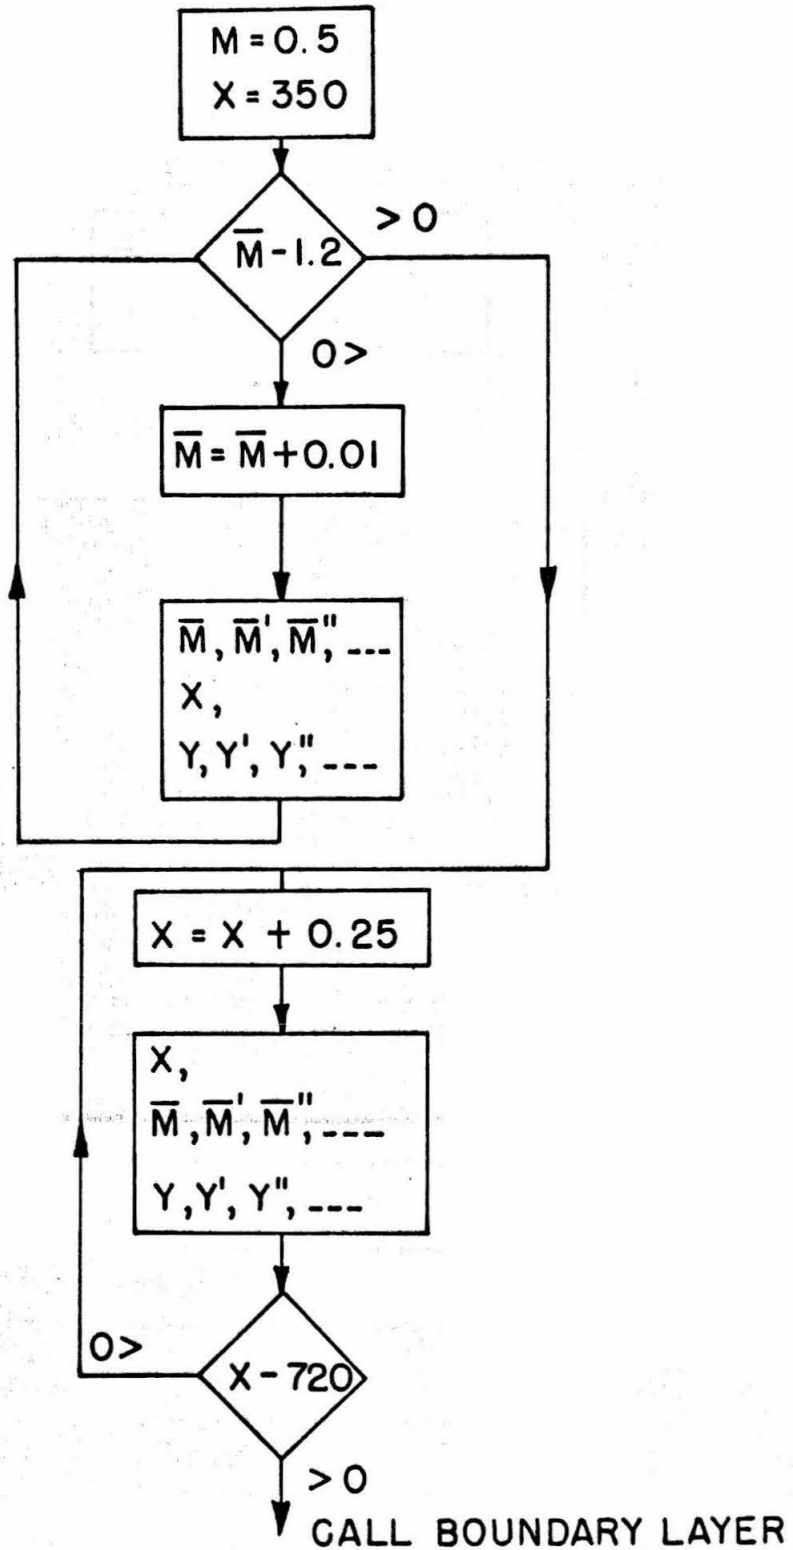 M = 0.5
X = 350
M̅ - 1.2
> 0
0 >
M̅ = M̅ + 0.01
M̅, M̅', M̅," ---
X,
Y, Y', Y," ---
X = X + 0.25
X,
M̅, M̅', M̅", ---
Y, Y', Y", ---
0 >
X - 720
> 0
CALL BOUNDARY LAYER